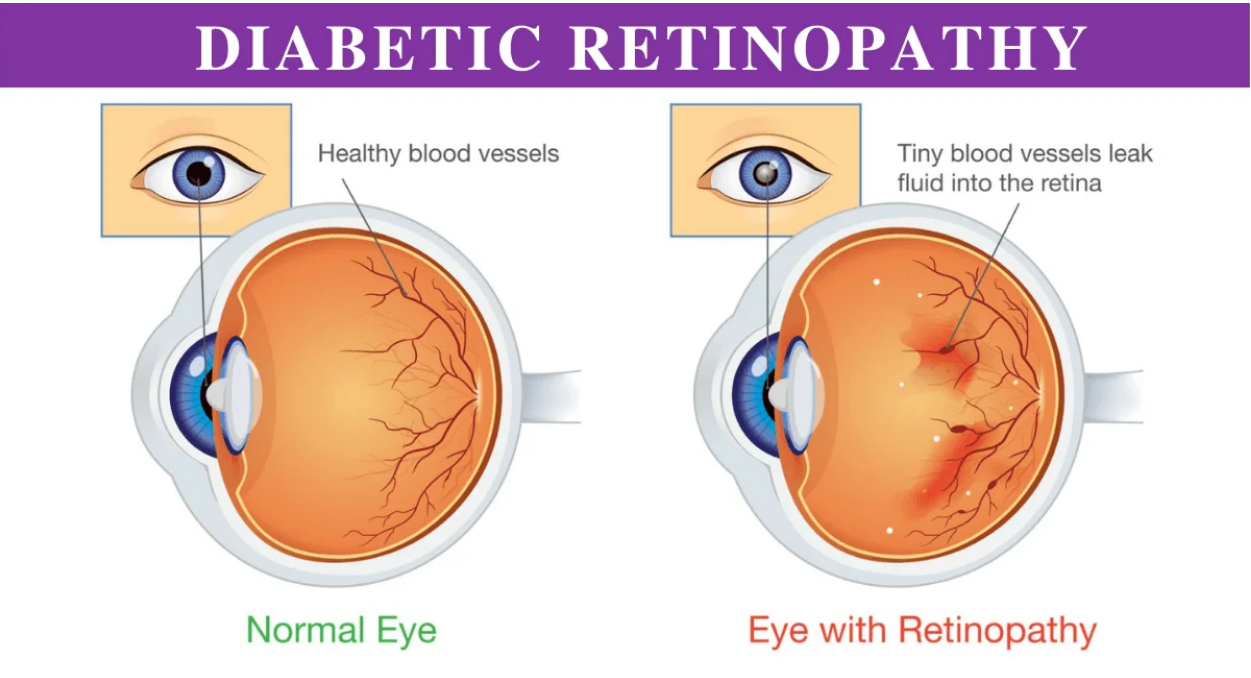 DIABETIC RETINOPATHY
Healthy blood vessels
Tiny blood vessels leak
fluid into the retina
Normal Eye
Eye with Retinopathy